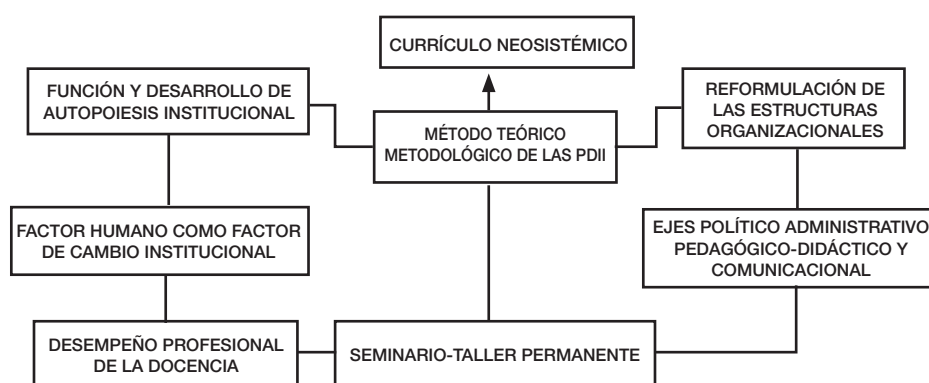 CURRÍCULO NEOSISTÉMICO
FUNCIÓN Y DESARROLLO DE
AUTOPOIESIS INSTITUCIONAL
MÉTODO TEÓRICO
METODOLÓGICO DE LAS PDII
REFORMULACIÓN DE
LAS ESTRUCTURAS
ORGANIZACIONALES
FACTOR HUMANO COMO FACTOR
DE CAMBIO INSTITUCIONAL
EJES POLÍTICO ADMINISTRATIVO
PEDAGÓGICO-DIDÁCTICO Y
COMUNICACIONAL
DESEMPEÑO PROFESIONAL
DE LA DOCENCIA
SEMINARIO-TALLER PERMANENTE